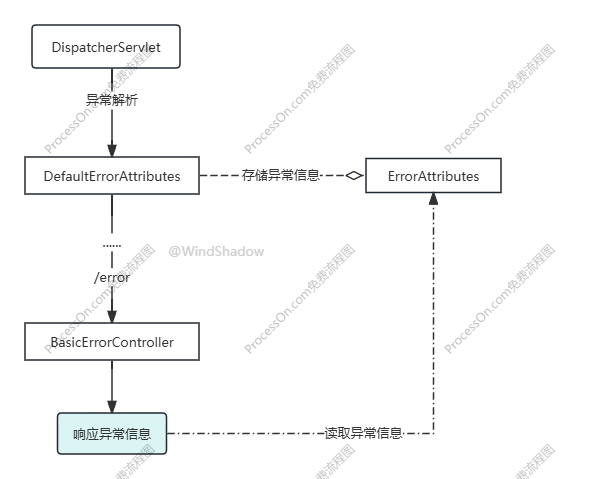 DispatcherServlet
异常解析
DefaultErrorAttributes
存储异常信息
ErrorAttributes
......
@WindShadow
/error
BasicErrorController
响应异常信息
读取异常信息
ProcessOn.com免费流程图
ProcessOn.com免费流程图
ProcessOn.com免费流程图
ProcessOn.com免费流程图
ProcessOn.com免费流程图
ProcessOn.com免费流程图
免费流程图
免费流程图
免费流程图